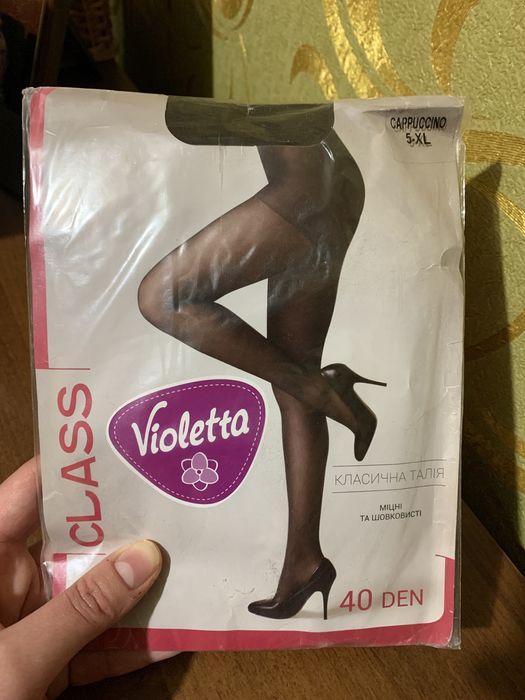 CAPPUCCINO
5-XL
CLASS
Violetta
КЛАСИЧНА ТАЛІЯ
МІЦНІ
ТА ШОВКОВИСТІ
40 DEN